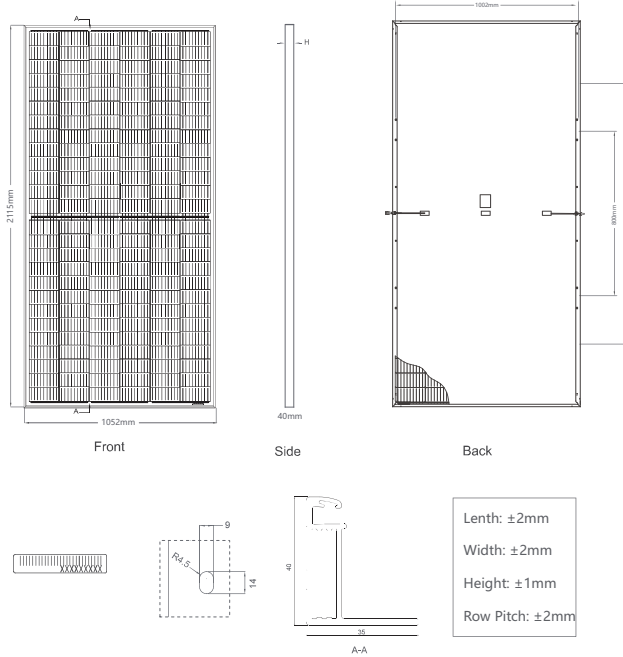 A
1002mm
H
2115mm
800mm
A
1052mm
40mm
Front
Side
Back
9
R4.5
14
40
35
A-A
Lenth: ±2mm
Width: ±2mm
Height: ±1mm
Row Pitch: ±2mm